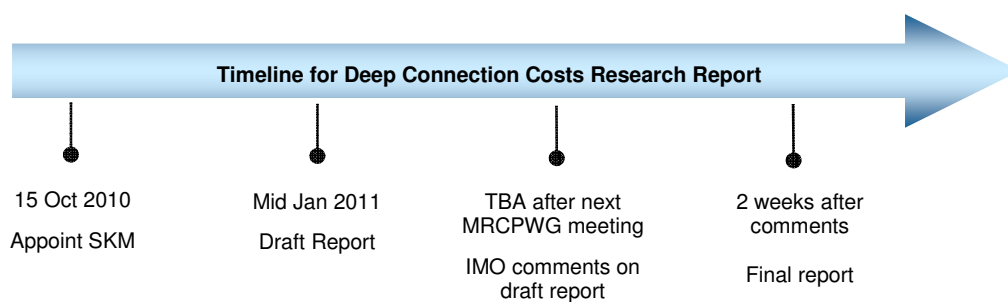 Timeline for Deep Connection Costs Research Report
15 Oct 2010
Appoint SKM
Mid Jan 2011
Draft Report
TBA after next
MRCPWG meeting
IMO comments on
draft report
2 weeks after
comments
Final report